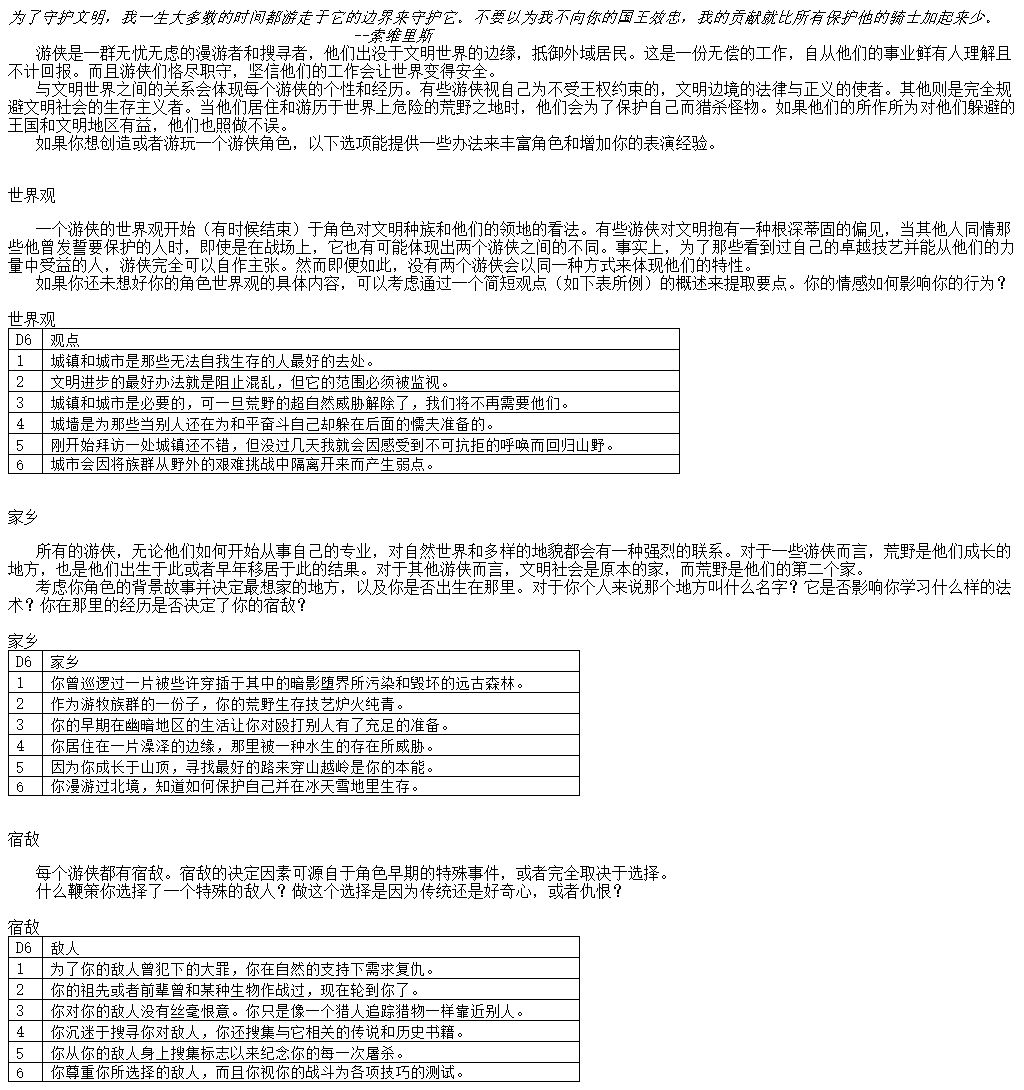 为了守护文明，我一生大多数的时间都游走于它的边界来守护它。不要以为我不向你的国王效忠，我的贡献就比所有保护他的骑士加起来少。
--索维里斯
游侠是一群无忧无虑的漫游者和搜寻者，他们出没于文明世界的边缘，抵御外域居民。这是一份无偿的工作，自从他们的事业鲜有人理解且
不计回报。而且游侠们恪尽职守，坚信他们的工作会让世界变得安全。
与文明世界之间的关系会体现每个游侠的个性和经历。有些游侠视自己为不受王权约束的，文明边境的法律与正义的使者。其他则是完全规
避文明社会的生存主义者。当他们居住和游历于世界上危险的荒野之地时，他们会为了保护自己而猎杀怪物。如果他们的所作所为对他们躲避的
王国和文明地区有益，他们也照做不误。
如果你想创造或者游玩一个游侠角色，以下选项能提供一些办法来丰富角色和增加你的表演经验。
世界观
一个游侠的世界观开始（有时候结束）于角色对文明种族和他们的领地的看法。有些游侠对文明抱有一种根深蒂固的偏见，当其他人同情那
些他曾发誓要保护的人时，即使是在战场上，它也有可能体现出两个游侠之间的不同。事实上，为了那些看到过自己的卓越技艺并能从他们的力
量中受益的人，游侠完全可以自作主张。然而即便如此，没有两个游侠会以同一种方式来体现他们的特性。
如果你还未想好你的角色世界观的具体内容，可以考虑通过一个简短观点（如下表所例）的概述来提取要点。你的情感如何影响你的行为？
世界观
D6 观点
1 城镇和城市是那些无法自我生存的人最好的去处。
2 文明进步的最好办法就是阻止混乱，但它的范围必须被监视。
3 城镇和城市是必要的，可一旦荒野的超自然威胁解除了，我们将不再需要他们。
4 城墙是为那些当别人还在为和平奋斗自己却躲在后面的懦夫准备的。
5 刚开始拜访一处城镇还不错，但没过几天我就会因感受到不可抗拒的呼唤而回归山野。
6 城市会因将族群从野外的艰难挑战中隔离开来而产生弱点。
家乡
所有的游侠，无论他们如何开始从事自己的专业，对自然世界和多样的地貌都会有一种强烈的联系。对于一些游侠而言，荒野是他们成长的
地方，也是他们出生于此或者早年移居于此的结果。对于其他游侠而言，文明社会是原本的家，而荒野是他们的第二个家。
考虑你角色的背景故事并决定最想家的地方，以及你是否出生在那里。对于你个人来说那个地方叫什么名字？它是否影响你学习什么样的法
术？你在那里的经历是否决定了你的宿敌？
家乡
D6 家乡
1 你曾巡逻过一片被些许穿插于其中的暗影堕界所污染和毁坏的远古森林。
2 作为游牧族群的一份子，你的荒野生存技艺炉火纯青。
3 你的早期在幽暗地区的生活让你对殴打别人有了充足的准备。
4 你居住在一片澡泽的边缘，那里被一种水生的存在所威胁。
5 因为你成长于山顶，寻找最好的路来穿山越岭是你的本能。
6 你漫游过北境，知道如何保护自己并在冰天雪地里生存。
宿敌
每个游侠都有宿敌。宿敌的决定因素可源自于角色早期的特殊事件，或者完全取决于选择。
什么鞭策你选择了一个特殊的敌人？做这个选择是因为传统还是好奇心，或者仇恨？
宿敌
D6 敌人
1 为了你的敌人曾犯下的大罪，你在自然的支持下需求复仇。
2 你的祖先或者前辈曾和某种生物作战过，现在轮到你了。
3 你对你的敌人没有丝毫恨意。你只是像一个猎人追踪猎物一样靠近别人。
4 你沉迷于搜寻你对敌人，你还搜集与它相关的传说和历史书籍。
5 你从你的敌人身上搜集标志以来纪念你的每一次屠杀。
6 你尊重你所选择的敌人，而且你视你的战斗为各项技巧的测试。